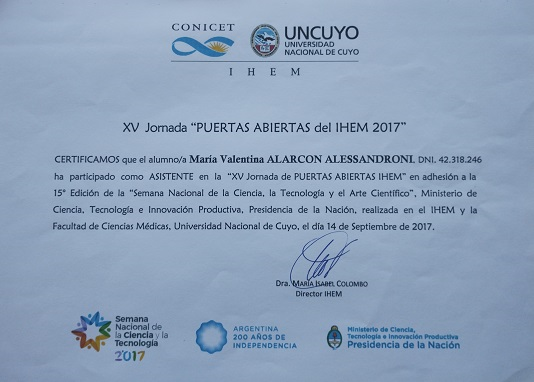 CONICET
UNCUYO
UNIVERSIDAD
NACIONAL DE CUYO
I H E M
XV Jornada “PUERTAS ABIERTAS del IHEM 2017”
CERTIFICAMOS que el alumno/a María Valentina ALARCON ALESSANDRONI, DNI. 42.318.246
ha participado como ASISTENTE en la “XV Jornada de PUERTAS ABIERTAS IHEM” en adhesión a la
15° Edición de la “Semana Nacional de la Ciencia, la Tecnología y el Arte Científico”, Ministerio de
Ciencia, Tecnología e Innovación Productiva, Presidencia de la Nación, realizada en el IHEM y la
Facultad de Ciencias Médicas, Universidad Nacional de Cuyo, el día 14 de Septiembre de 2017.
Dra. MARÍA ISABEL COLOMBO
Director IHEM
Semana
Nacional de
la Ciencia y la
Tecnología
2017
ARGENTINA
200 AÑOS DE
INDEPENDENCIA
Ministerio de Ciencia,
Tecnología e Innovación Productiva
Presidencia de la Nación